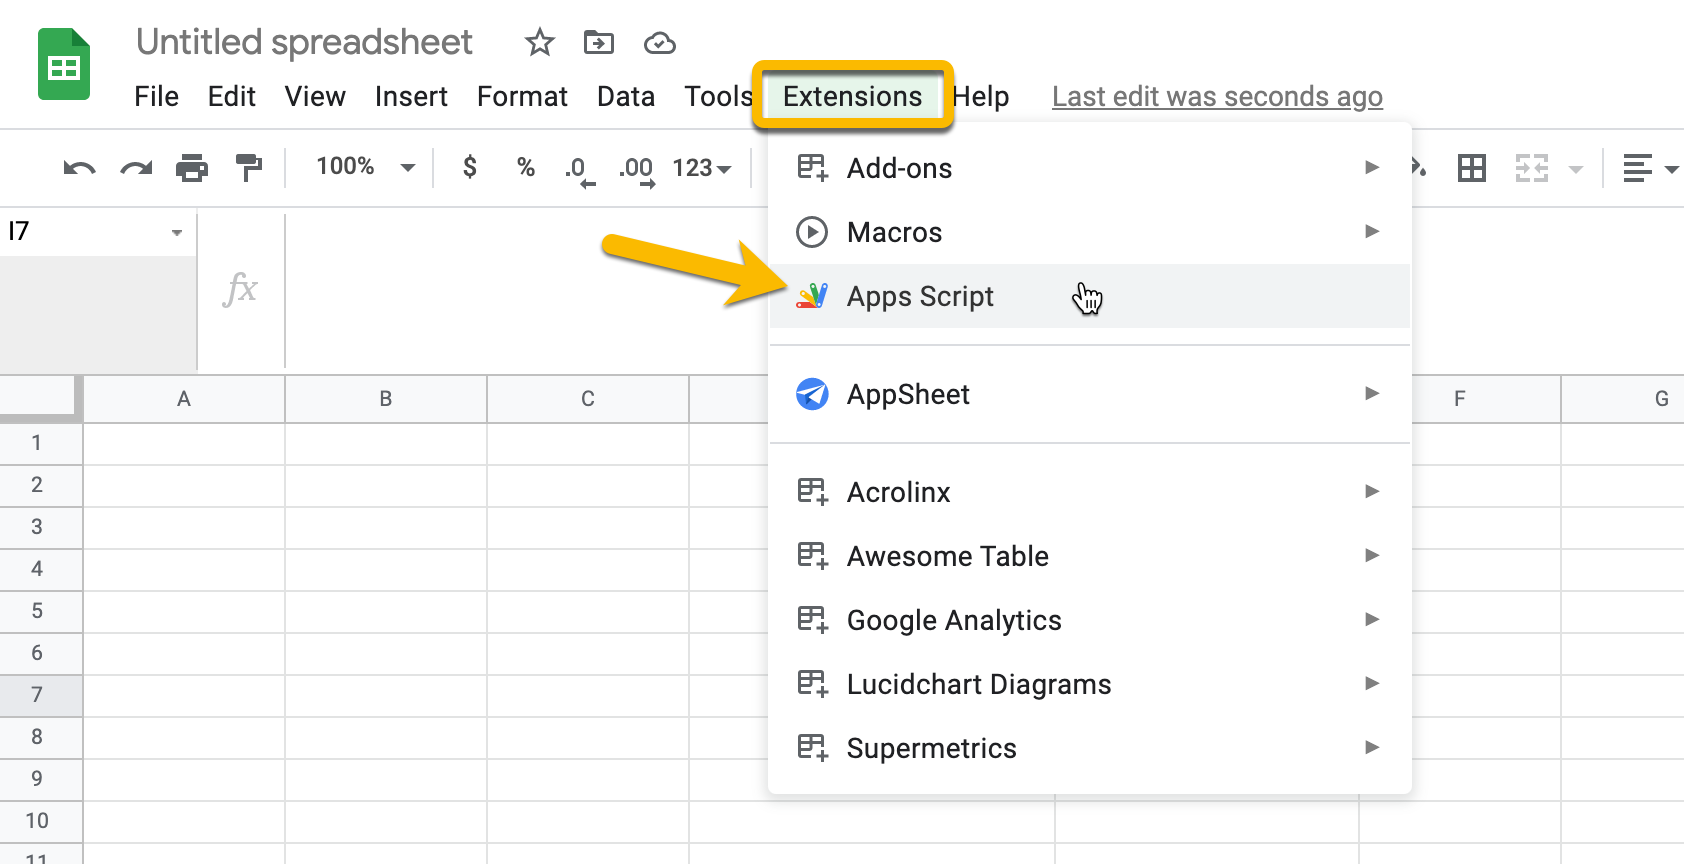 Untitled spreadsheet
File Edit View Insert Format Data Tools Extensions Help Last edit was seconds ago
100% $ % .0 .00 123
I7
fx
A B C F G
1
2
3
4
5
6
7
8
9
10
11
Add-ons
Macros
Apps Script
AppSheet
Acrolinx
Awesome Table
Google Analytics
Lucidchart Diagrams
Supermetrics